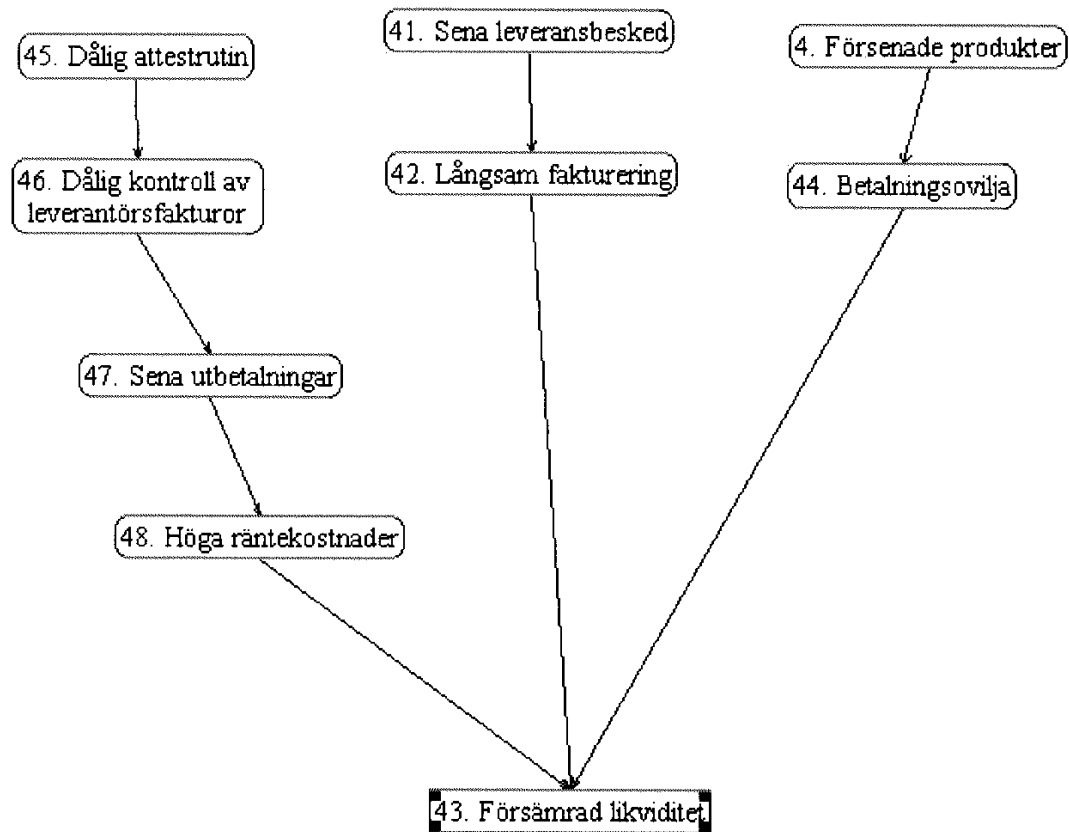 41. Sena leveransbesked
45. Dålig attestrutin
4. Försenade produkter
46. Dålig kontroll av
leverantörsfakturor
42. Långsam fakturering
44. Betalningsovilja
47. Sena utbetalningar
48. Höga räntekostnader
43. Försämrad likviditet